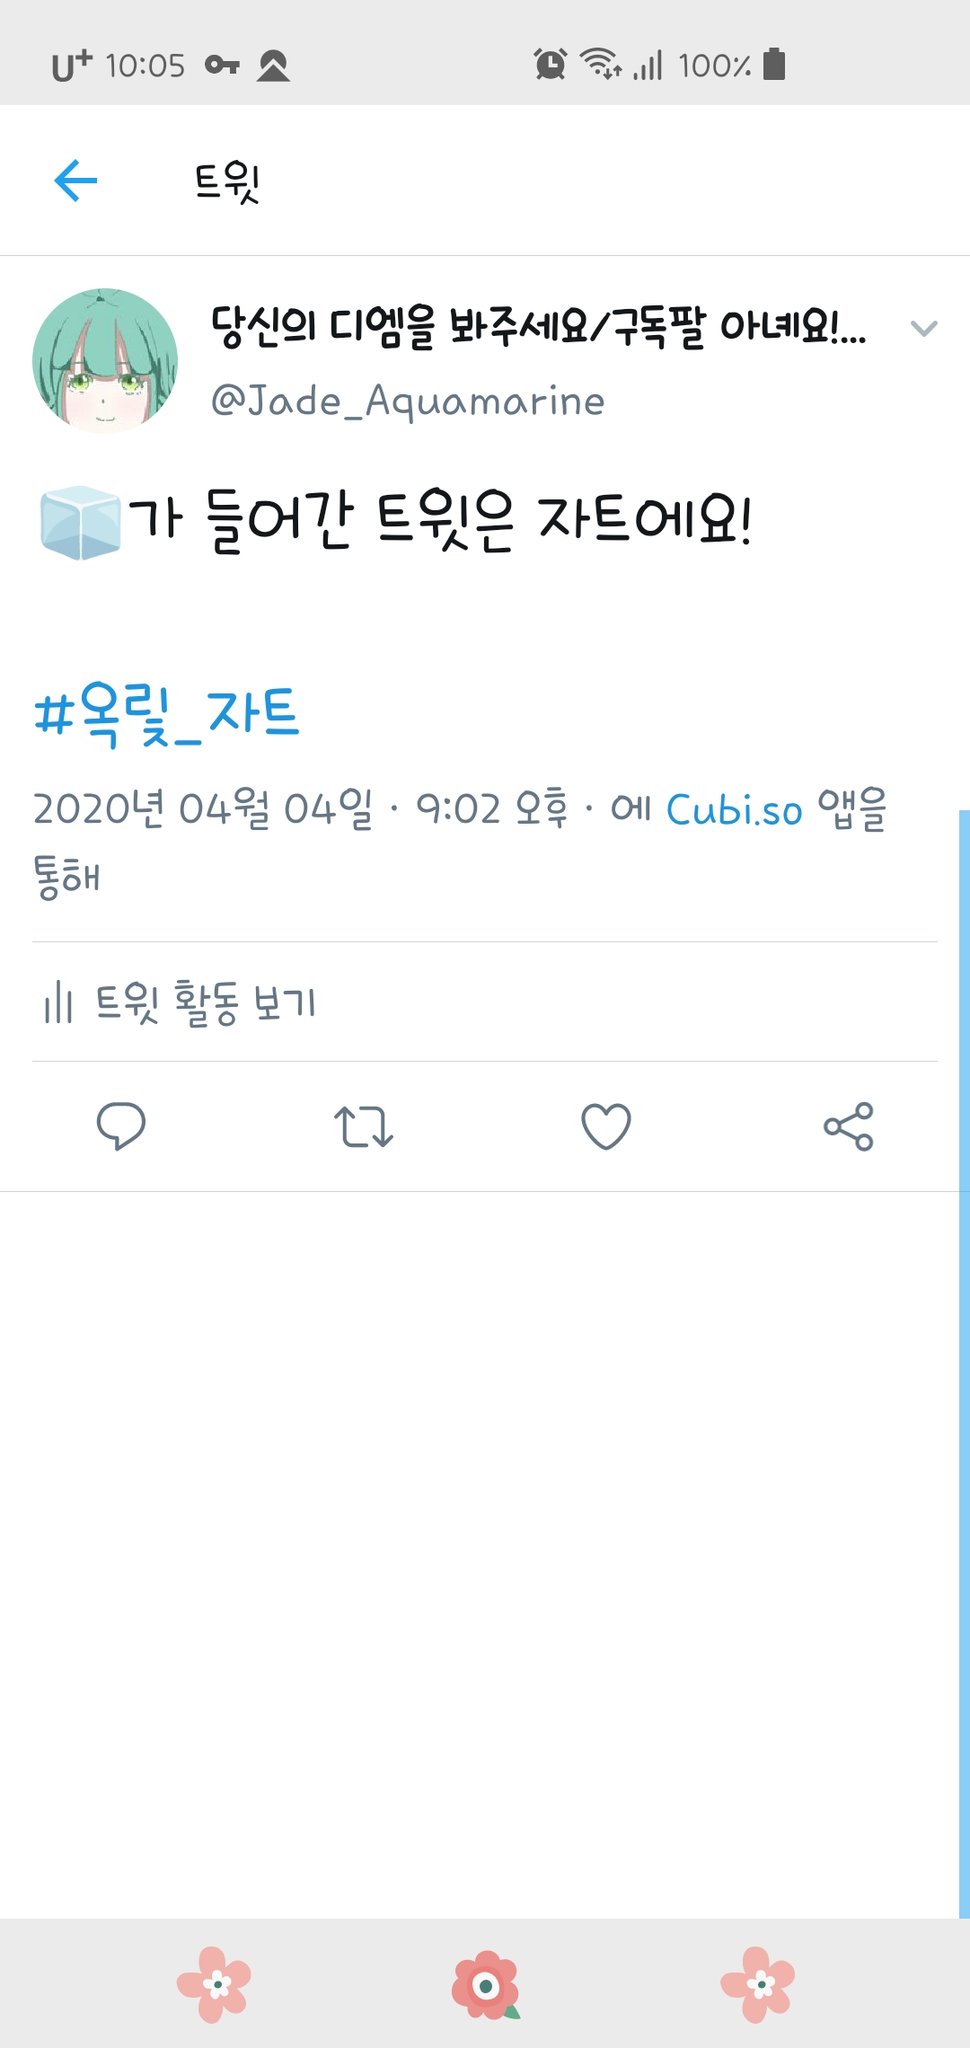 U+ 10:05 100%
트윗
당신의 디엠을 봐주세요/구독팔 아녜요!...
@Jade_Aquamarine
🧊가 들어간 트윗은 자트에요!
#옥릧_자트
2020년 04월 04일 · 9:02 오후 · 에 Cubi.so 앱을
통해
트윗 활동 보기